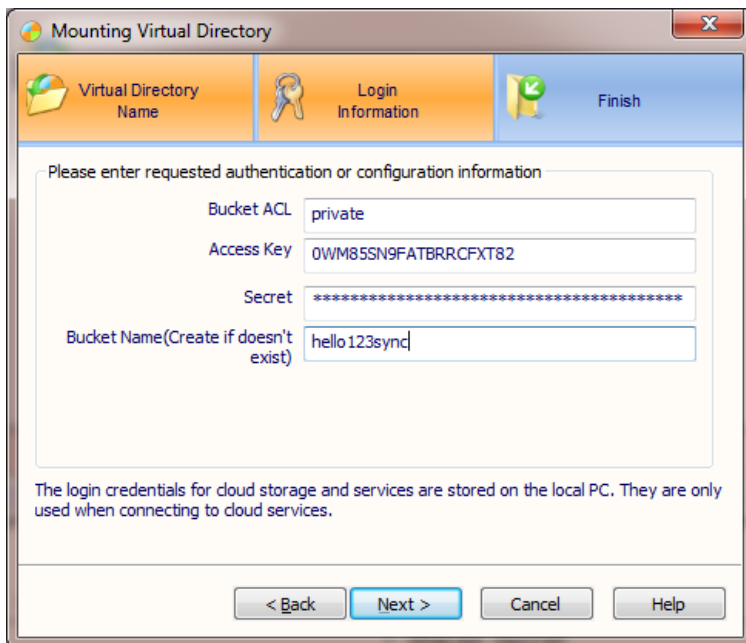 Mounting Virtual Directory
Virtual Directory
Name
Login
Information
Finish
Please enter requested authentication or configuration information
Bucket ACL
private
Access Key
0WM85SN9FATBRRCFXT82
Secret
****************************************
Bucket Name(Create if doesn't
exist)
hello123sync
The login credentials for cloud storage and services are stored on the local PC. They are only
used when connecting to cloud services.
< Back
Next >
Cancel
Help